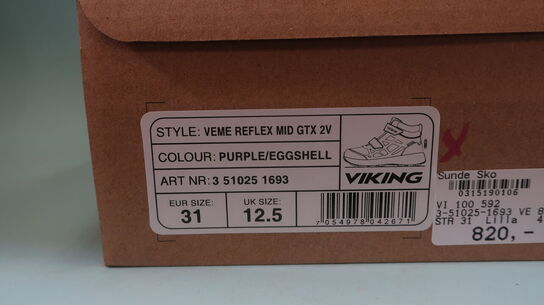 STYLE: VEME REFLEX MID GTX 2V
COLOUR: PURPLE/EGGSHELL
ART NR: 3 51025 1693
VIKING
EUR SIZE: UK SIZE:
31 12.5
7 054978 042671
X
Sunde Sko
0315190106
VI 100 592
3-51025-1693 VE 8
STR 31 Lilla 4
820,-